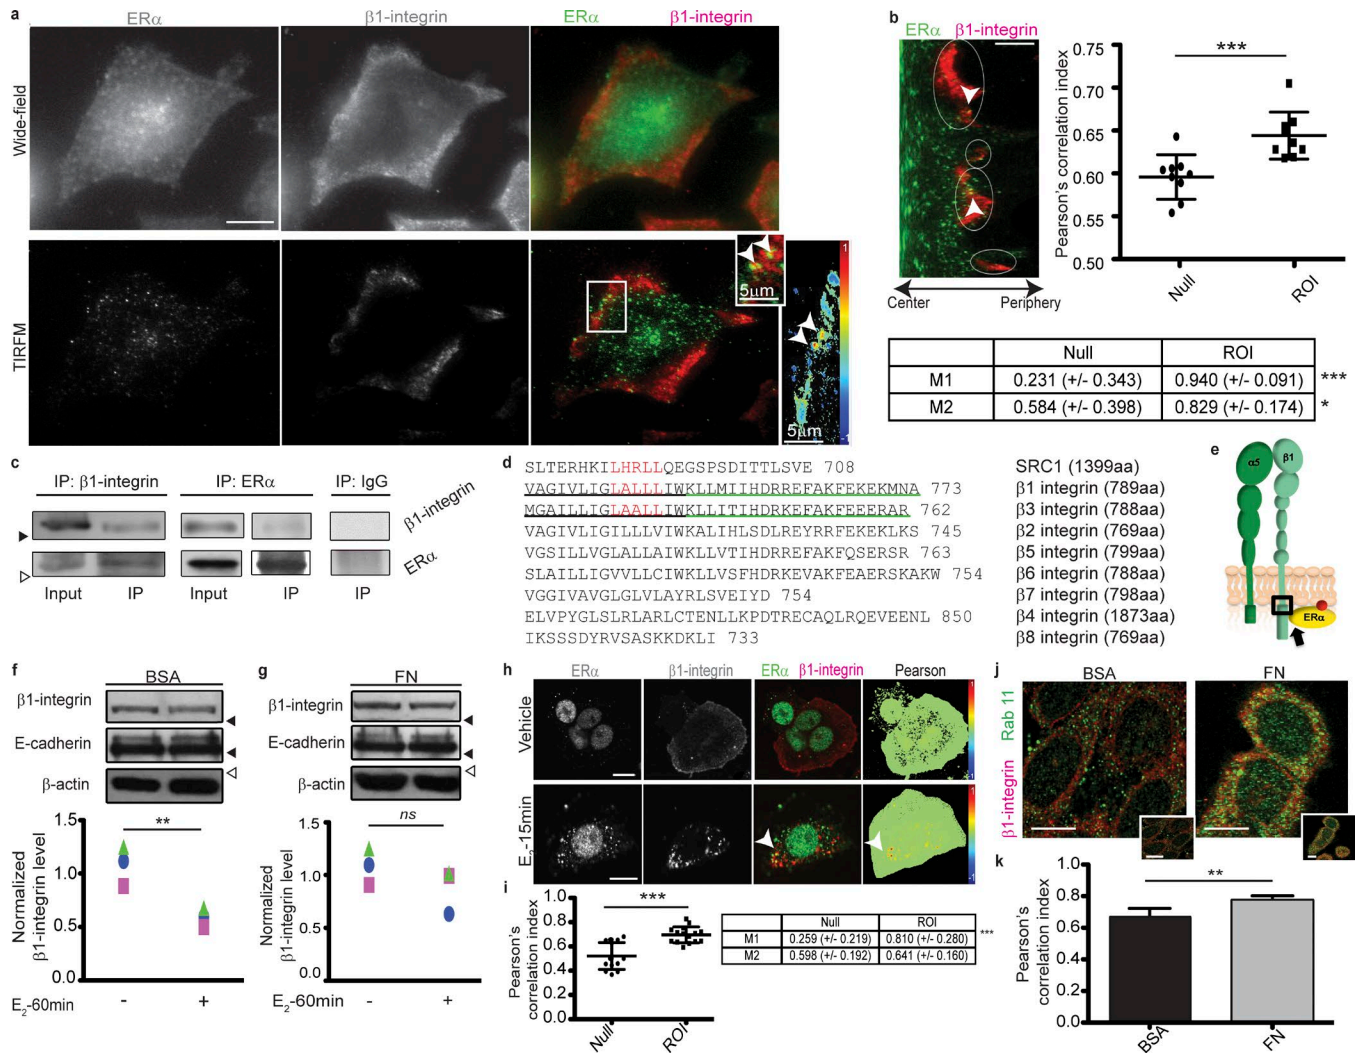 a
ERα
β1-integrin
ERα β1-integrin
Wide-field
TIRFM
5µm
5µm
1
-1
b
ERα β1-integrin
Center Periphery
Pearson's correlation index
0.75
0.70
0.65
0.60
0.55
0.50
***
Null ROI
Null ROI
M1 0.231 (+/- 0.343) 0.940 (+/- 0.091) ***
M2 0.584 (+/- 0.398) 0.829 (+/- 0.174) *
c
IP: β1-integrin IP: ERα IP: IgG
β1-integrin
ERα
Input IP Input IP IP
d
SLTERHKILHRLLQEGSPSDITTLSVE 708 SRC1 (1399aa)
VAGIVLIGLALLLIWKLLMIIHDRREFAKFEKEKMNA 773 β1 integrin (789aa)
MGAILLIGLAALLIWKLLITIHDRKEFAKFEEERAR 762 β3 integrin (788aa)
VAGIVLIGILLLVIWKALIHLSDLREYRRFEKEKLKS 745 β2 integrin (769aa)
VGSILLVGLALLAIWKLLVTIHDRREFAKFQSERSR 763 β5 integrin (799aa)
SLAILLIGVVLLCIWKLLVSFHDRKEVAKFEAERSKAKW 754 β6 integrin (788aa)
VGGIVAVGLGLVLAYRLSVEIYD 754 β7 integrin (798aa)
ELVPYGLSLRLARLCTENLLKPDTRECAQLRQEVEENL 850 β4 integrin (1873aa)
IKSSSDYRVSASKKDKLI 733 β8 integrin (769aa)
e
α5
β1
ERα
f
BSA
β1-integrin
E-cadherin
β-actin
Normalized
β1-integrin level
1.5
1.0
0.5
0.0
**
E₂-60min - +
g
FN
β1-integrin
E-cadherin
β-actin
Normalized
β1-integrin level
1.5
1.0
0.5
0.0
ns
E₂-60min - +
h
ERα β1-integrin ERα β1-integrin Pearson
Vehicle
E₂-15min
1
-1
1
-1
i
Pearson's
correlation index
1.0
0.8
0.6
0.4
0.2
0.0
***
Null ROI
Null ROI
M1 0.259 (+/- 0.219) 0.810 (+/- 0.280) ***
M2 0.598 (+/- 0.192) 0.641 (+/- 0.160)
j
BSA FN
β1-integrin Rab 11
k
Pearson's
correlation index
1.0
0.8
0.6
0.4
0.2
0.0
**
BSA FN